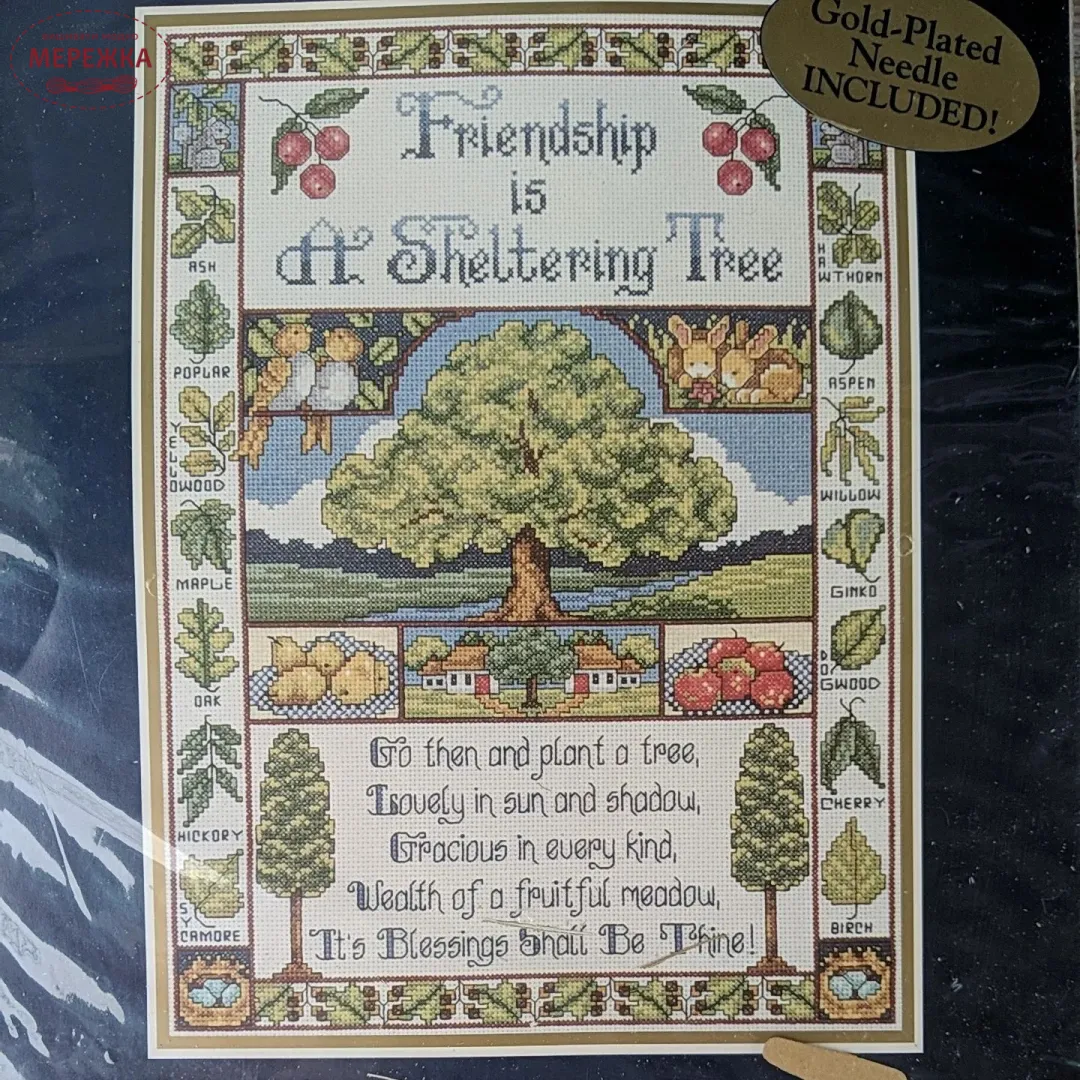 МЕРЕЖКА
Gold-Plated
Needle
INCLUDED!
Friendship
is
A Sheltering Tree
ASH
POPLAR
YELLOWOOD
MAPLE
OAK
HICKORY
SYCAMORE
HAWTHORN
ASPEN
WILLOW
GINKO
DOGWOOD
CHERRY
BIRCH
Go then and plant a tree,
Lovely in sun and shadow,
Gracious in every kind,
Wealth of a fruitful meadow,
It's Blessings Shall Be Thine!